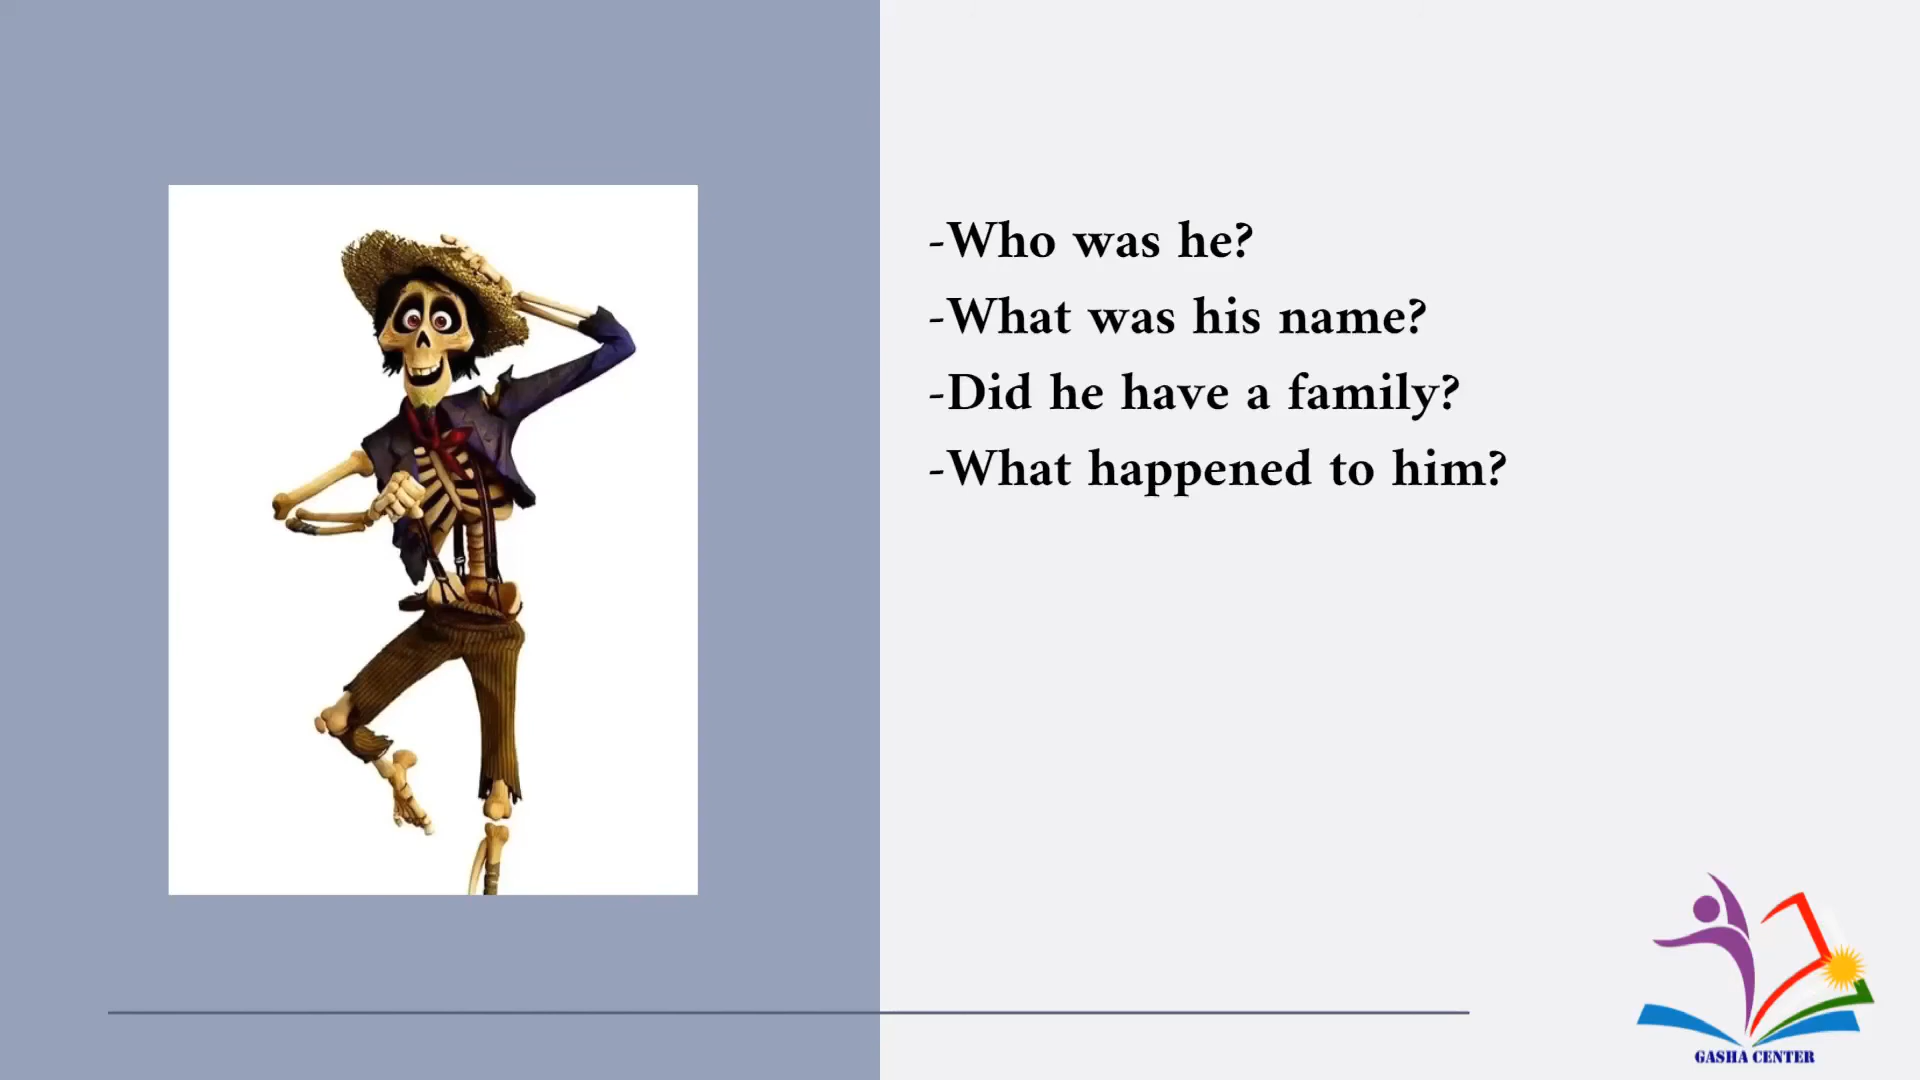 -Who was he?
-What was his name?
-Did he have a family?
-What happened to him?
GASHA CENTER